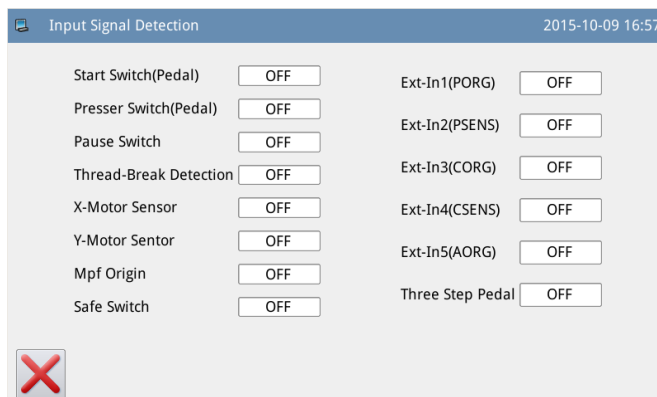 Input Signal Detection 2015-10-09 16:57
Start Switch(Pedal) OFF
Presser Switch(Pedal) OFF
Pause Switch OFF
Thread-Break Detection OFF
X-Motor Sensor OFF
Y-Motor Sentor OFF
Mpf Origin OFF
Safe Switch OFF
Ext-In1(PORG) OFF
Ext-In2(PSENS) OFF
Ext-In3(CORG) OFF
Ext-In4(CSENS) OFF
Ext-In5(AORG) OFF
Three Step Pedal OFF